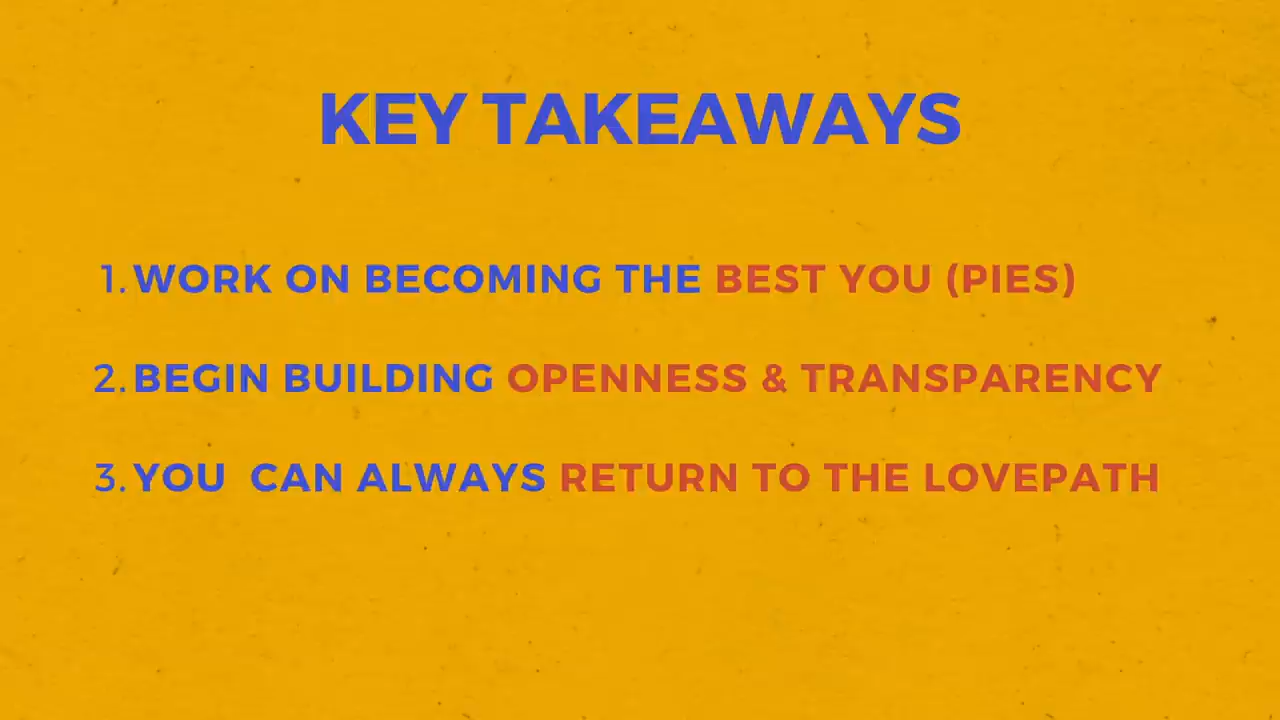 KEY TAKEAWAYS
1. WORK ON BECOMING THE BEST YOU (PIES)
2. BEGIN BUILDING OPENNESS & TRANSPARENCY
3. YOU CAN ALWAYS RETURN TO THE LOVEPATH